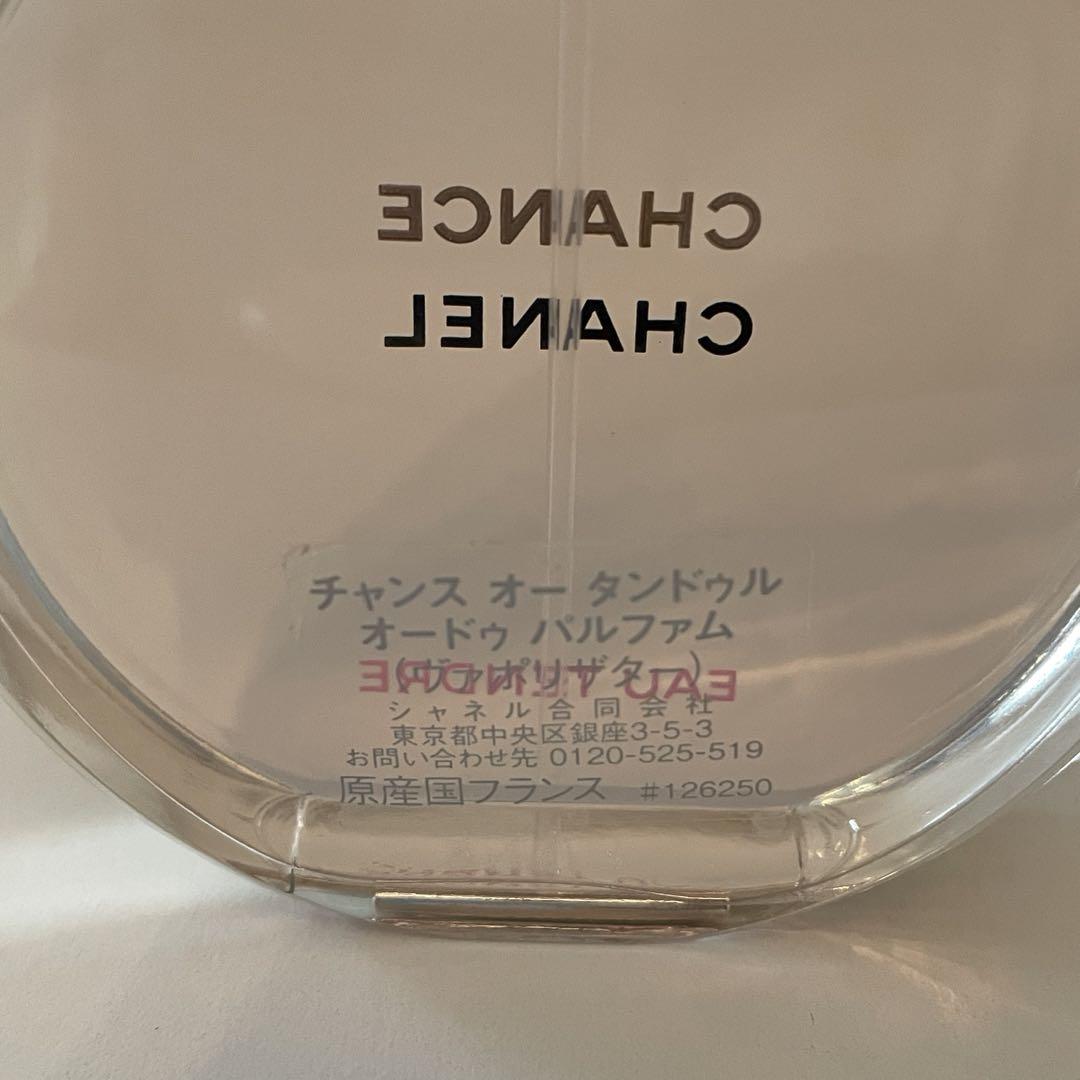 CHANCE
CHANEL
チャンス オー タンドゥル
オードゥ パルファム
(ヴァポリザター)
EAU TENDRE
シャネル合同会社
東京都中央区銀座3-5-3
お問い合わせ先 0120-525-519
原産国フランス #126250